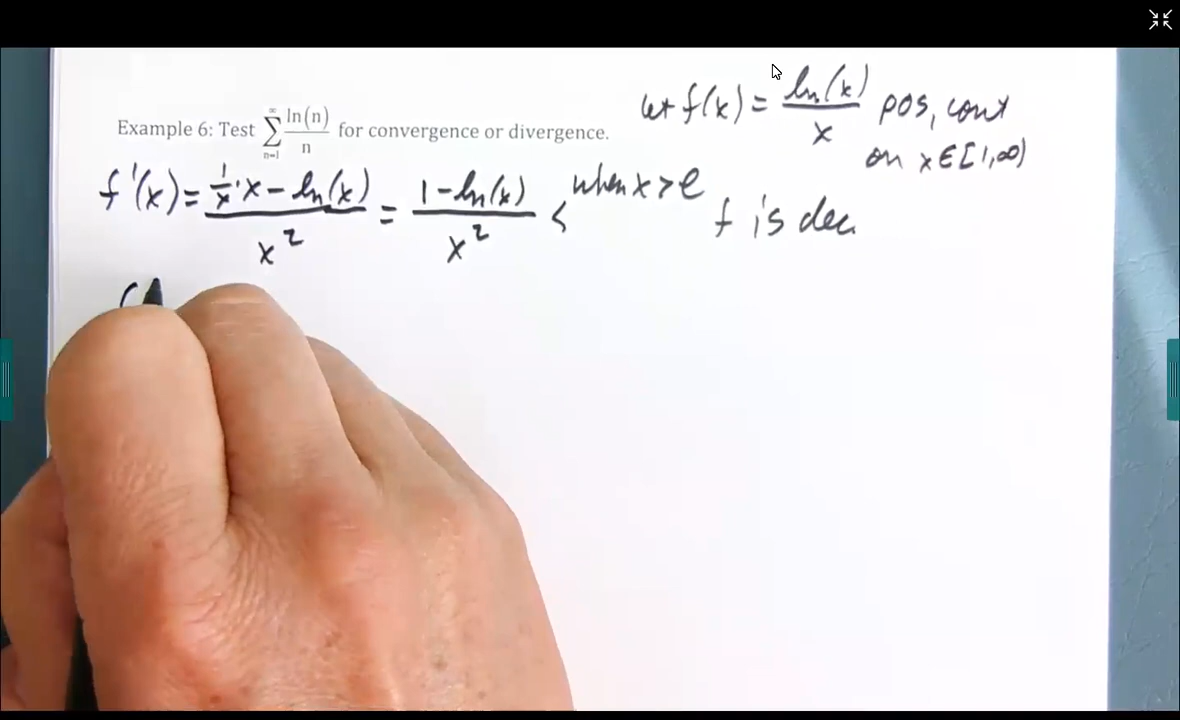 let f(x) = ln(x)/x pos, cont
on x∈[1,∞)
Example 6: Test ∞∑n=1 ln(n)/n for convergence or divergence.
f'(x) = (1/x · x - ln(x))/x² = (1 - ln(x))/x² < when x > e f is dec.